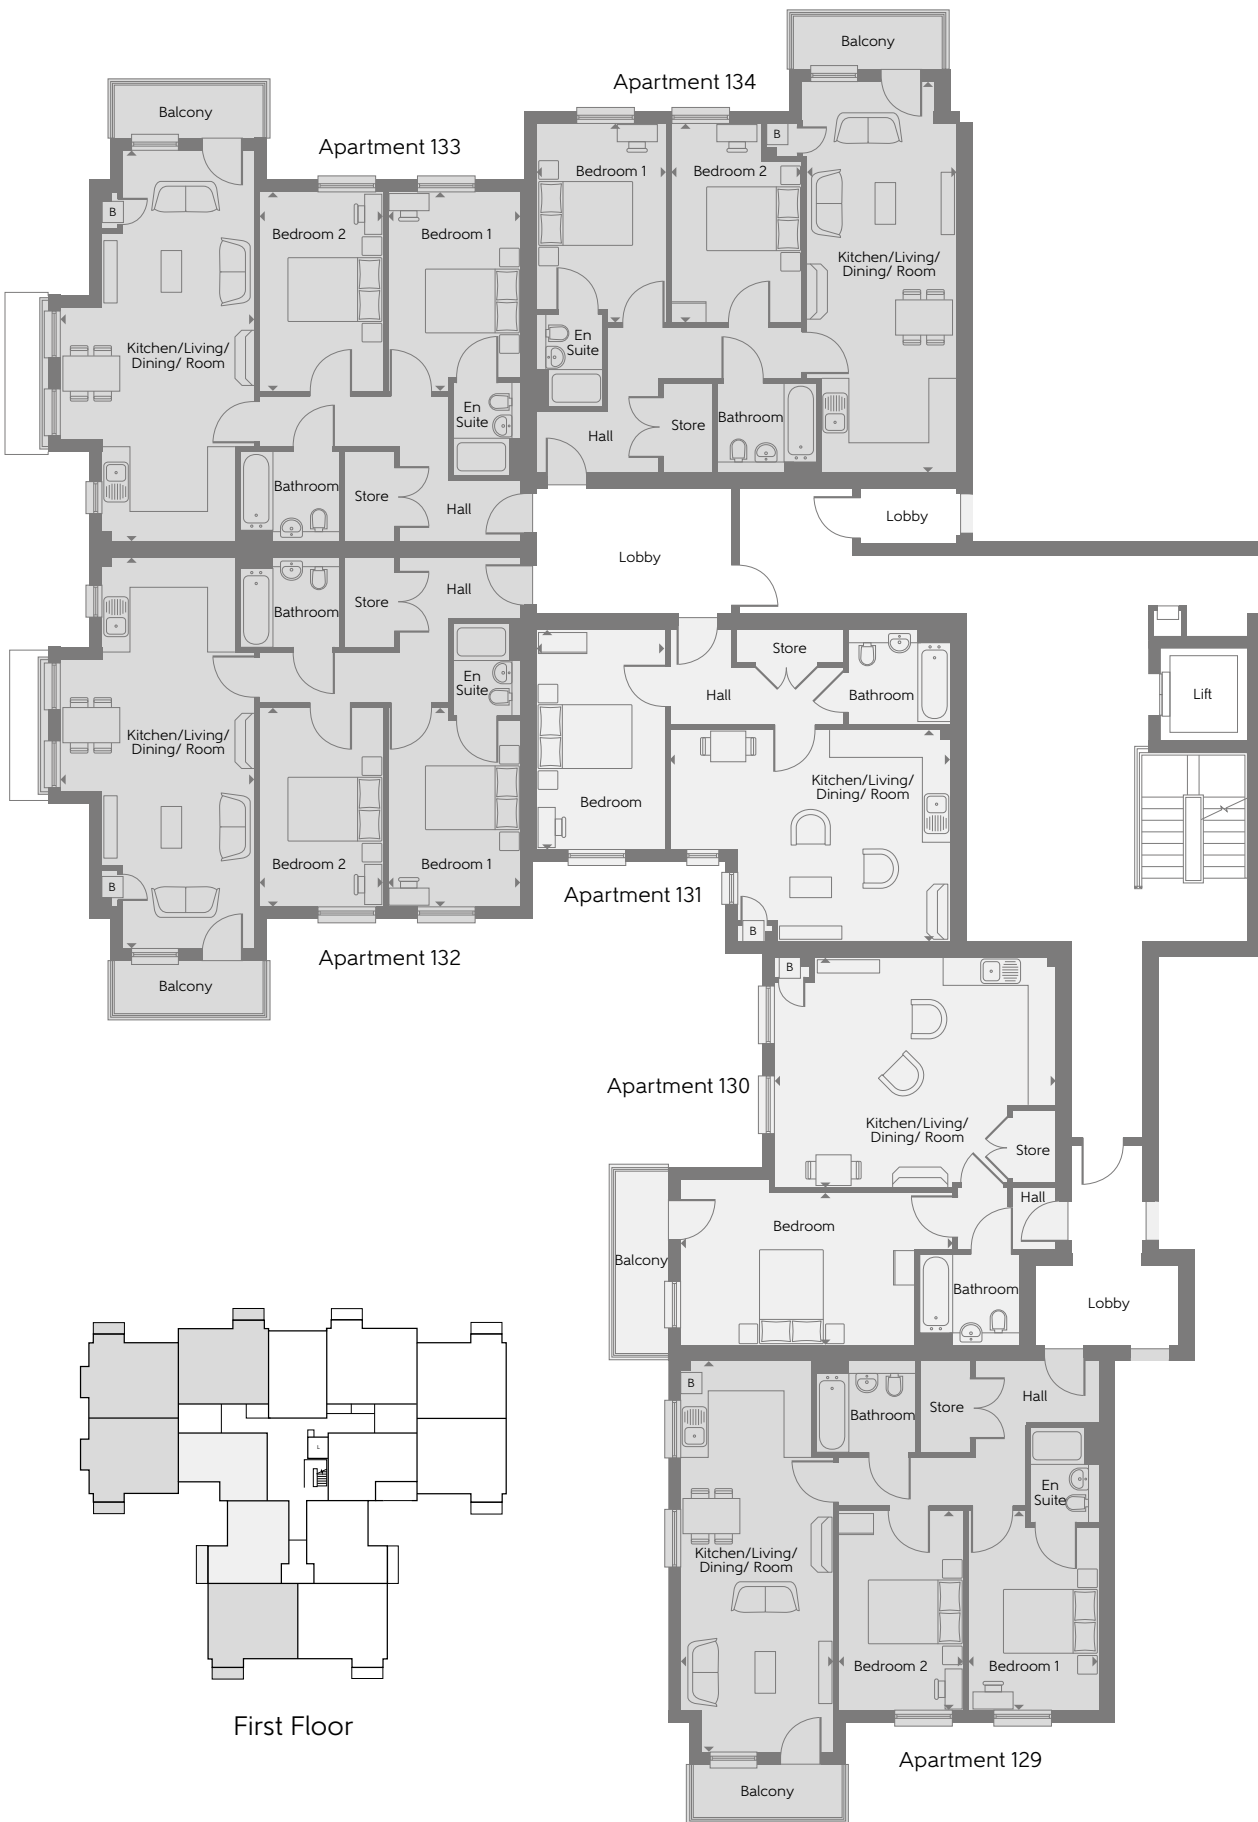 Balcony
Apartment 134
B
Bedroom 1
Bedroom 2
Kitchen/Living/
Dining/ Room
En
Suite
Bathroom
Store
Hall
Balcony
Apartment 133
B
Bedroom 2
Bedroom 1
Kitchen/Living/
Dining/ Room
En
Suite
Bathroom
Store
Hall
Lobby
Lobby
Bathroom
Store
Hall
En
Suite
Kitchen/Living/
Dining/ Room
Bedroom 2
Bedroom 1
B
Apartment 132
Balcony
Store
Hall
Bathroom
Kitchen/Living/
Dining/ Room
Bedroom
Apartment 131
B
Lift
B
Apartment 130
Kitchen/Living/
Dining/ Room
Store
Hall
Bedroom
Balcony
Bathroom
Lobby
B
Bathroom
Store
Hall
En
Suite
Kitchen/Living/
Dining/ Room
Bedroom 2
Bedroom 1
Apartment 129
Balcony
L
First Floor